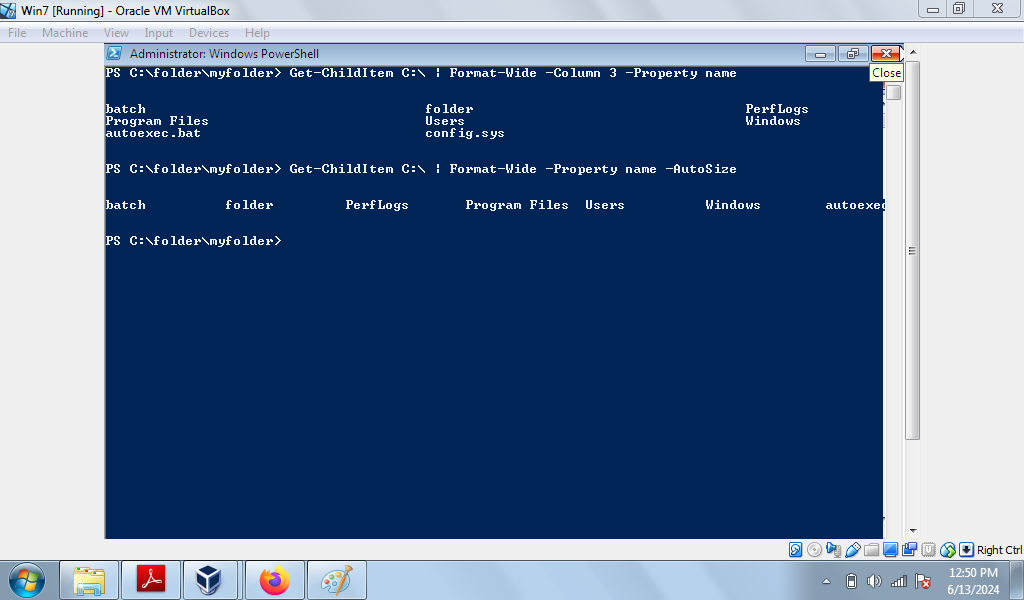 Win7 [Running] - Oracle VM VirtualBox
File Machine View Input Devices Help
Administrator: Windows PowerShell
PS C:\folder\myfolder> Get-ChildItem C:\ | Format-Wide -Column 3 -Property name
Close
batch folder PerfLogs
Program Files Users Windows
autoexec.bat config.sys
PS C:\folder\myfolder> Get-ChildItem C:\ | Format-Wide -Property name -AutoSize
batch folder PerfLogs Program Files Users Windows autoexec
PS C:\folder\myfolder>
Right Ctrl
12:50 PM
6/13/2024